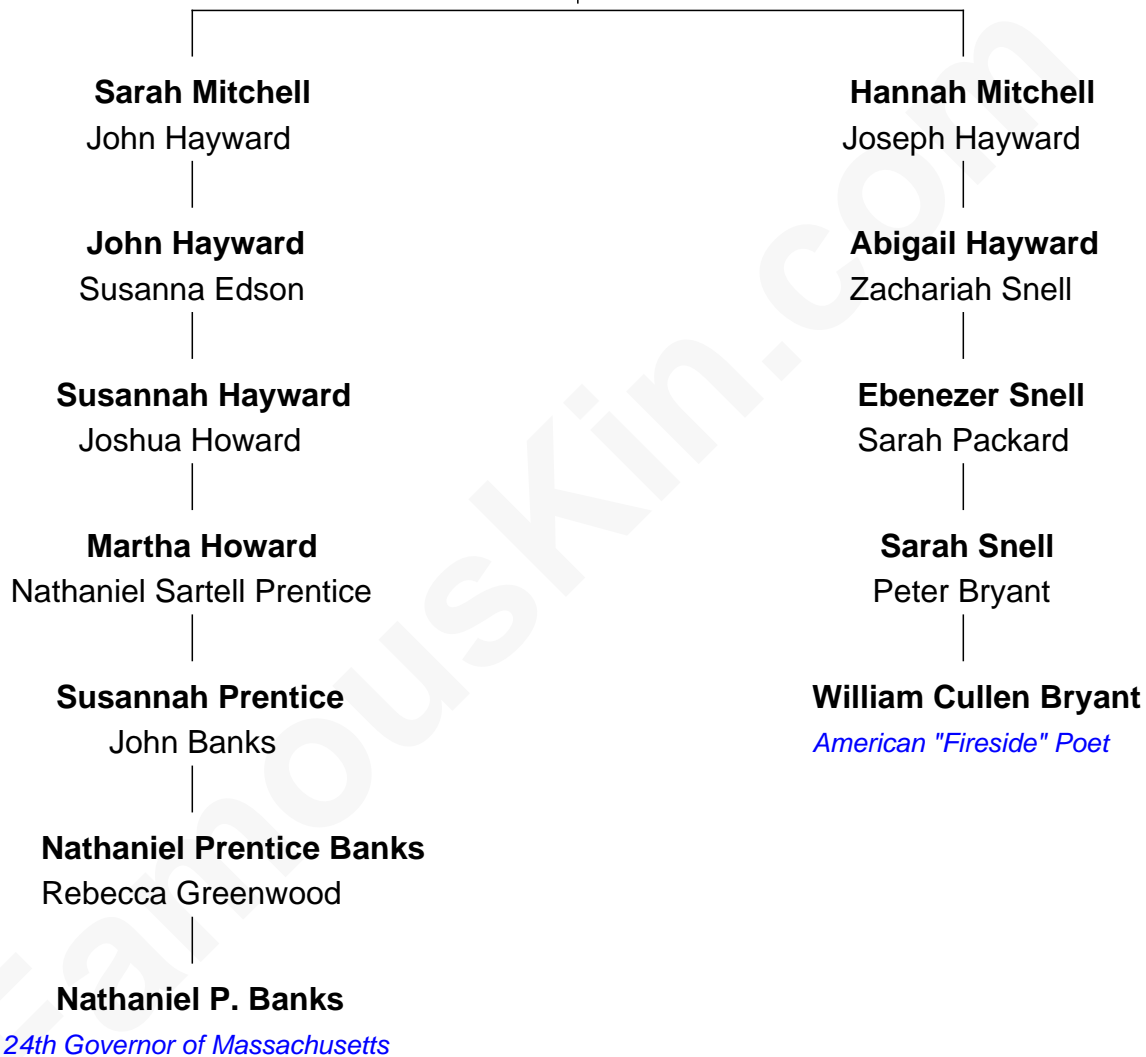 Sarah Mitchell
John Hayward
John Hayward
Susanna Edson
Susannah Hayward
Joshua Howard
Martha Howard
Nathaniel Sartell Prentice
Susannah Prentice
John Banks
Nathaniel Prentice Banks
Rebecca Greenwood
Nathaniel P. Banks
24th Governor of Massachusetts
Hannah Mitchell
Joseph Hayward
Abigail Hayward
Zachariah Snell
Ebenezer Snell
Sarah Packard
Sarah Snell
Peter Bryant
William Cullen Bryant
American "Fireside" Poet
FamousKin.com